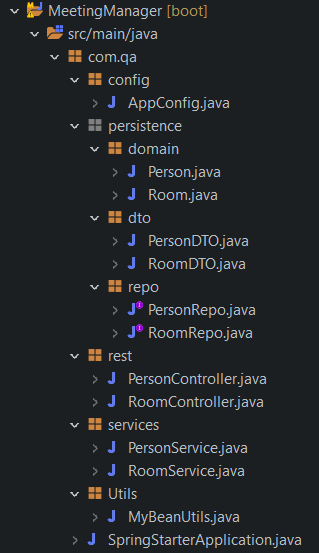 MeetingManager [boot]
src/main/java
com.qa
config
AppConfig.java
persistence
domain
Person.java
Room.java
dto
PersonDTO.java
RoomDTO.java
repo
PersonRepo.java
RoomRepo.java
rest
PersonController.java
RoomController.java
services
PersonService.java
RoomService.java
Utils
MyBeanUtils.java
SpringStarterApplication.java